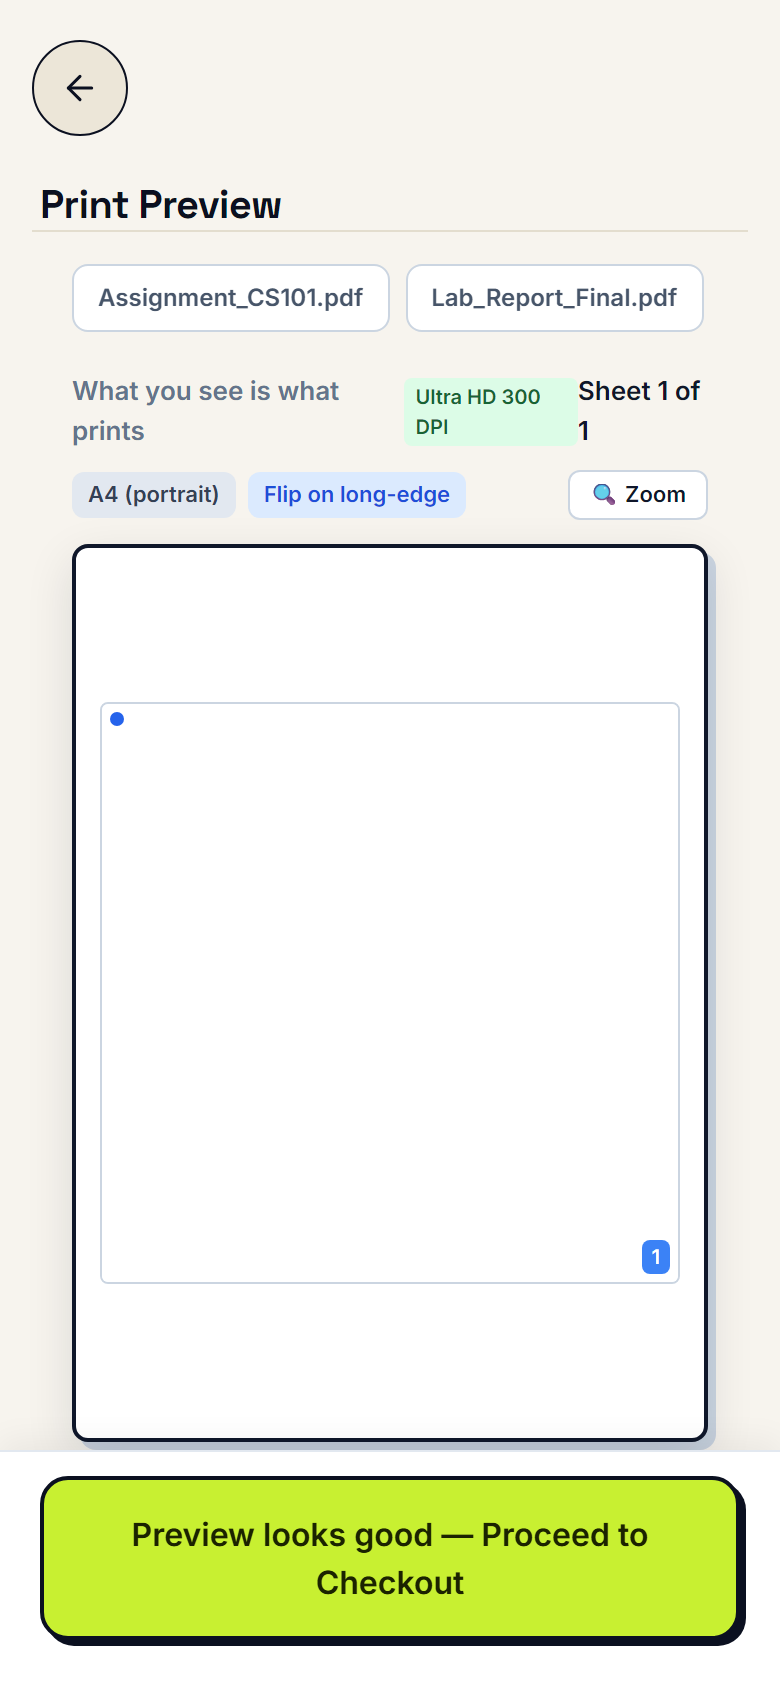 Print Preview
Assignment_CS101.pdf
Lab_Report_Final.pdf
What you see is what
prints
Ultra HD 300
DPI
Sheet 1 of
1
A4 (portrait)
Flip on long-edge
🔍 Zoom
1
Preview looks good — Proceed to
Checkout